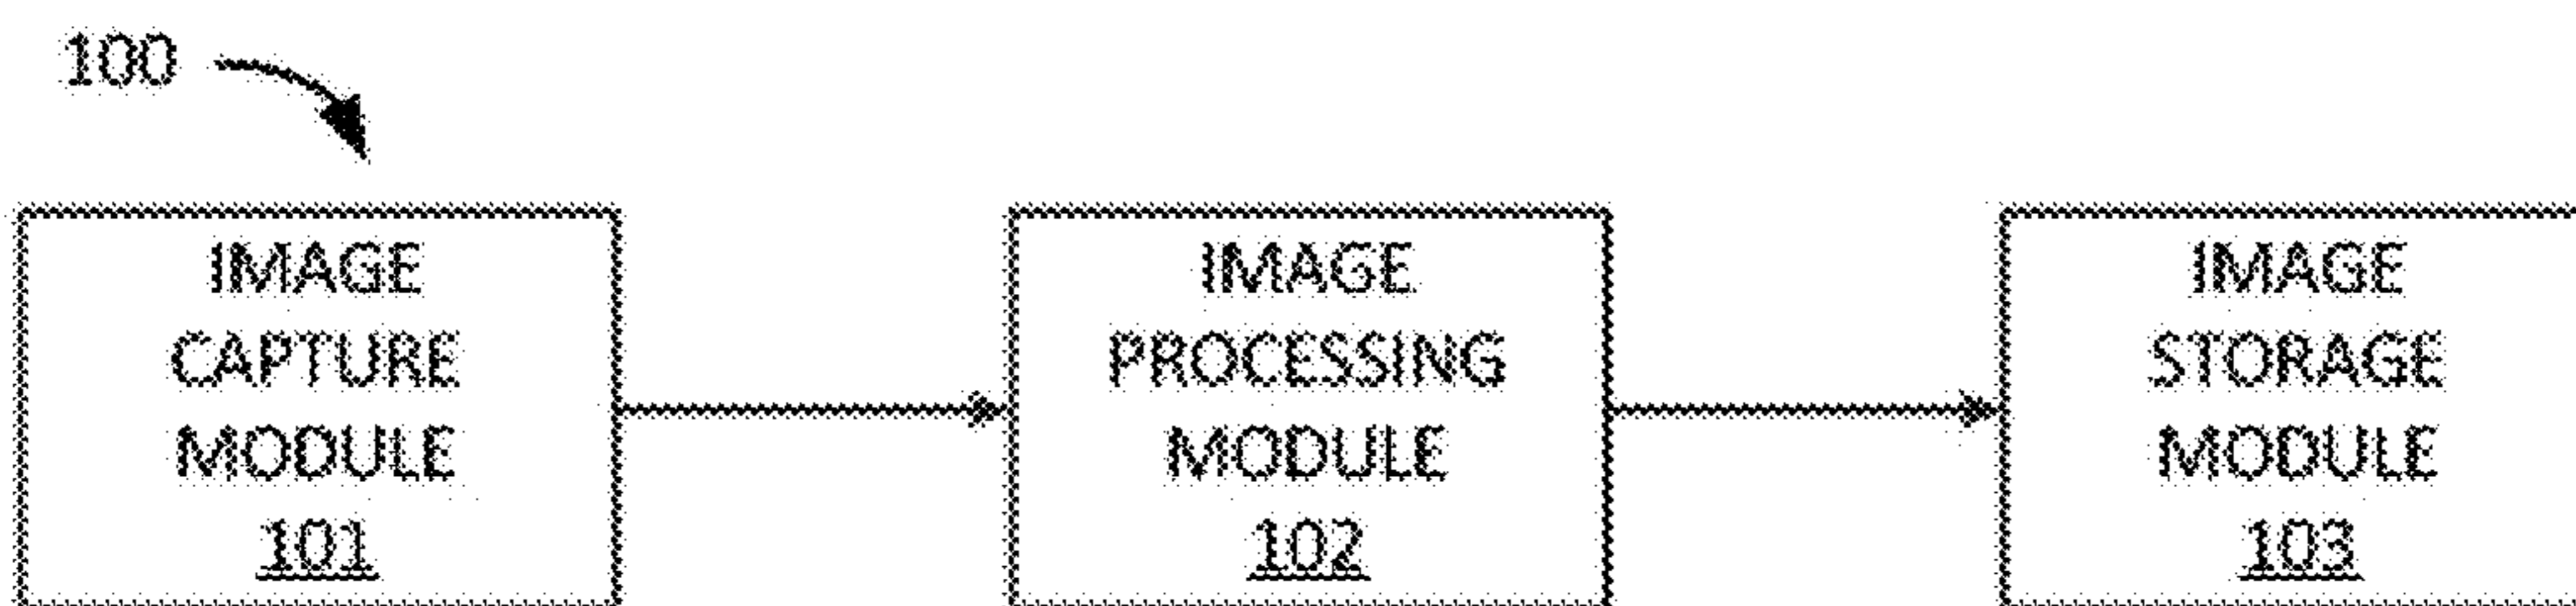 100
IMAGE
CAPTURE
MODULE
101
IMAGE
PROCESSING
MODULE
102
IMAGE
STORAGE
MODULE
103